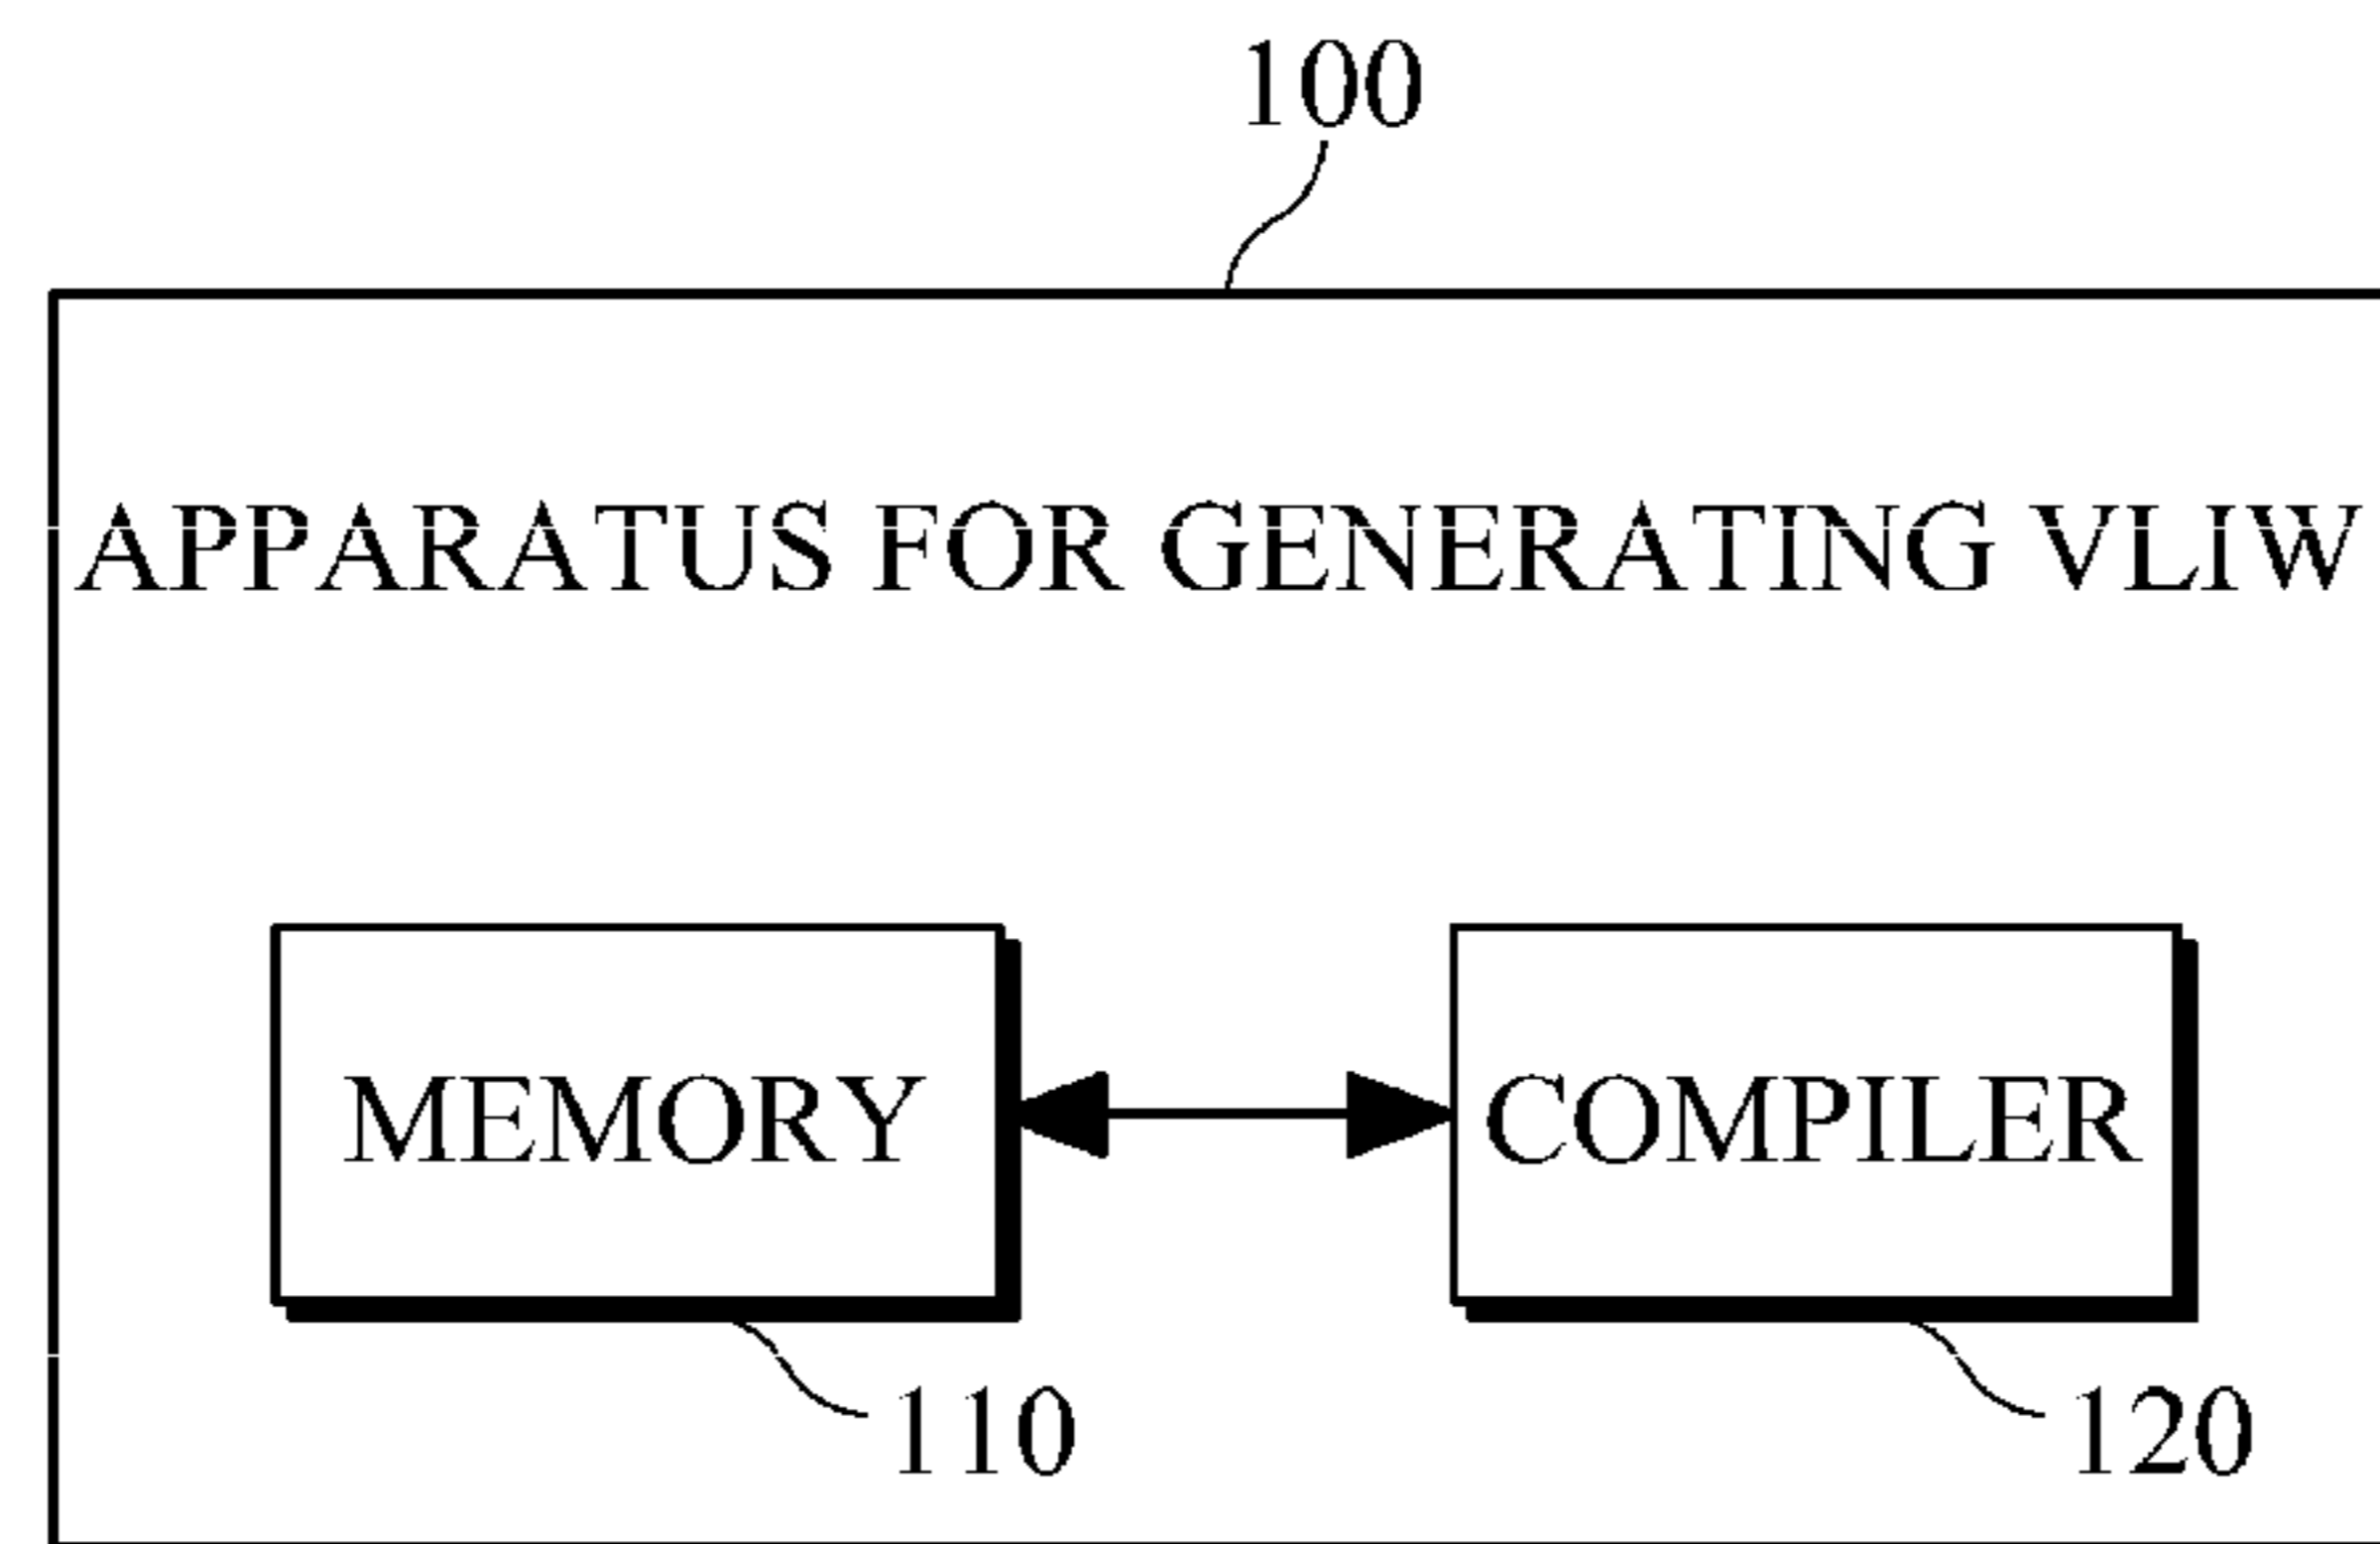 100
APPARATUS FOR GENERATING VLIW
MEMORY
COMPILER
110
120